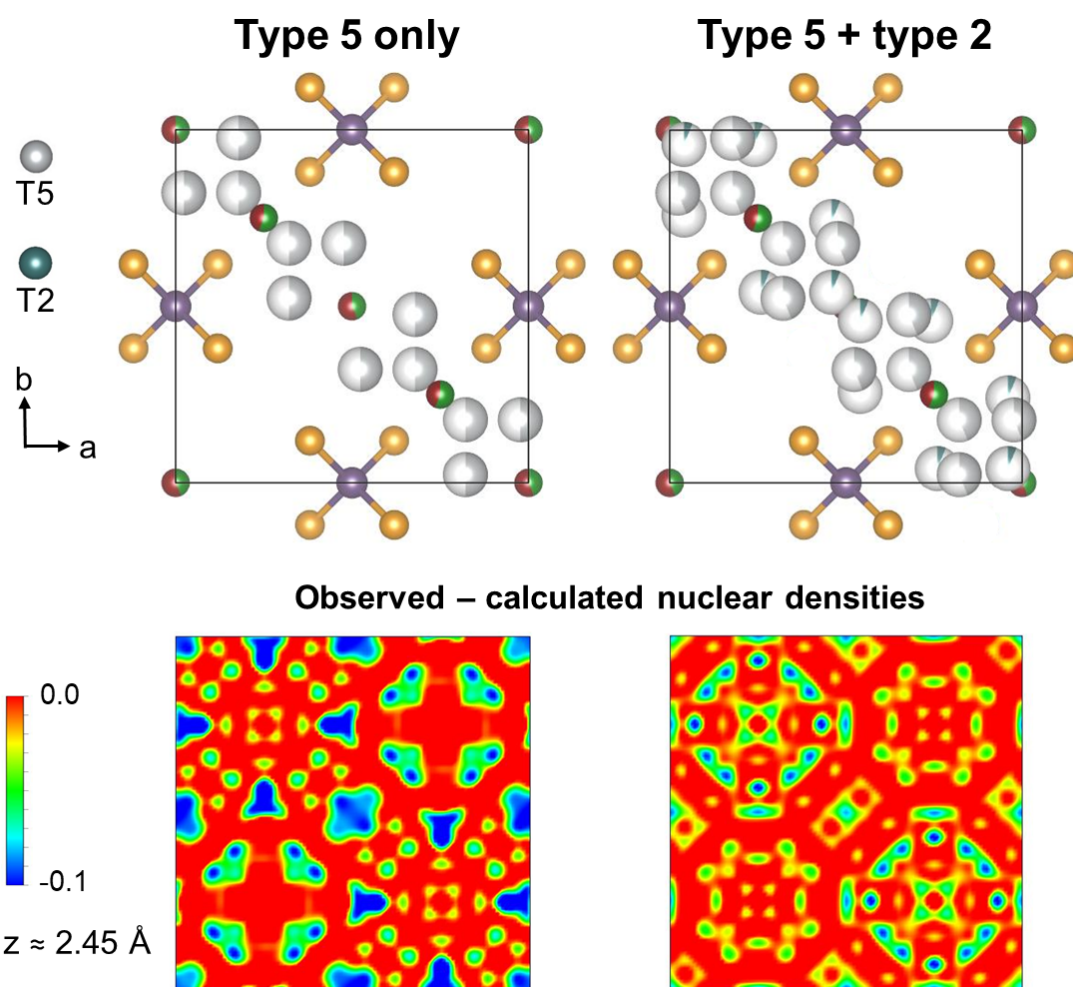 Type 5 only
Type 5 + type 2
T5
T2
b
a
Observed – calculated nuclear densities
0.0
-0.1
z ≈ 2.45 Å